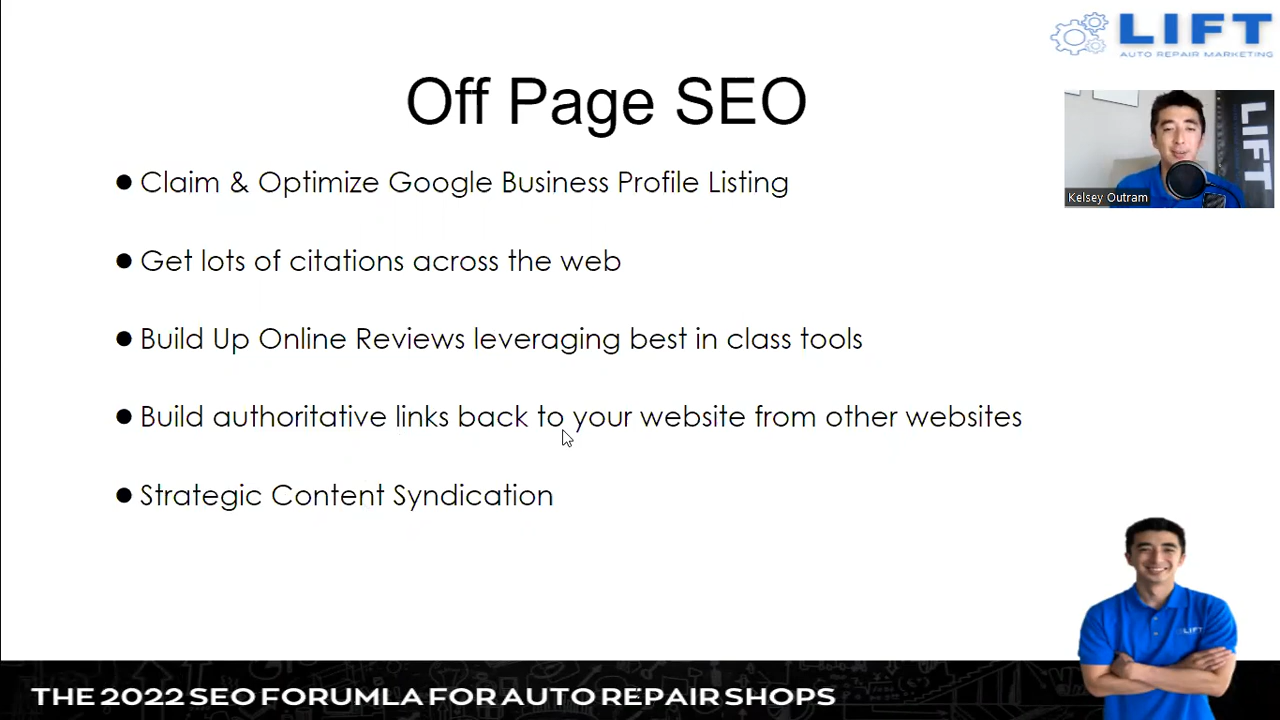 LIFT
AUTO REPAIR MARKETING
Off Page SEO
LIFT
Kelsey Outram
● Claim & Optimize Google Business Profile Listing
● Get lots of citations across the web
● Build Up Online Reviews leveraging best in class tools
● Build authoritative links back to your website from other websites
● Strategic Content Syndication
LIFT
THE 2022 SEO FORUMLA FOR AUTO REPAIR SHOPS